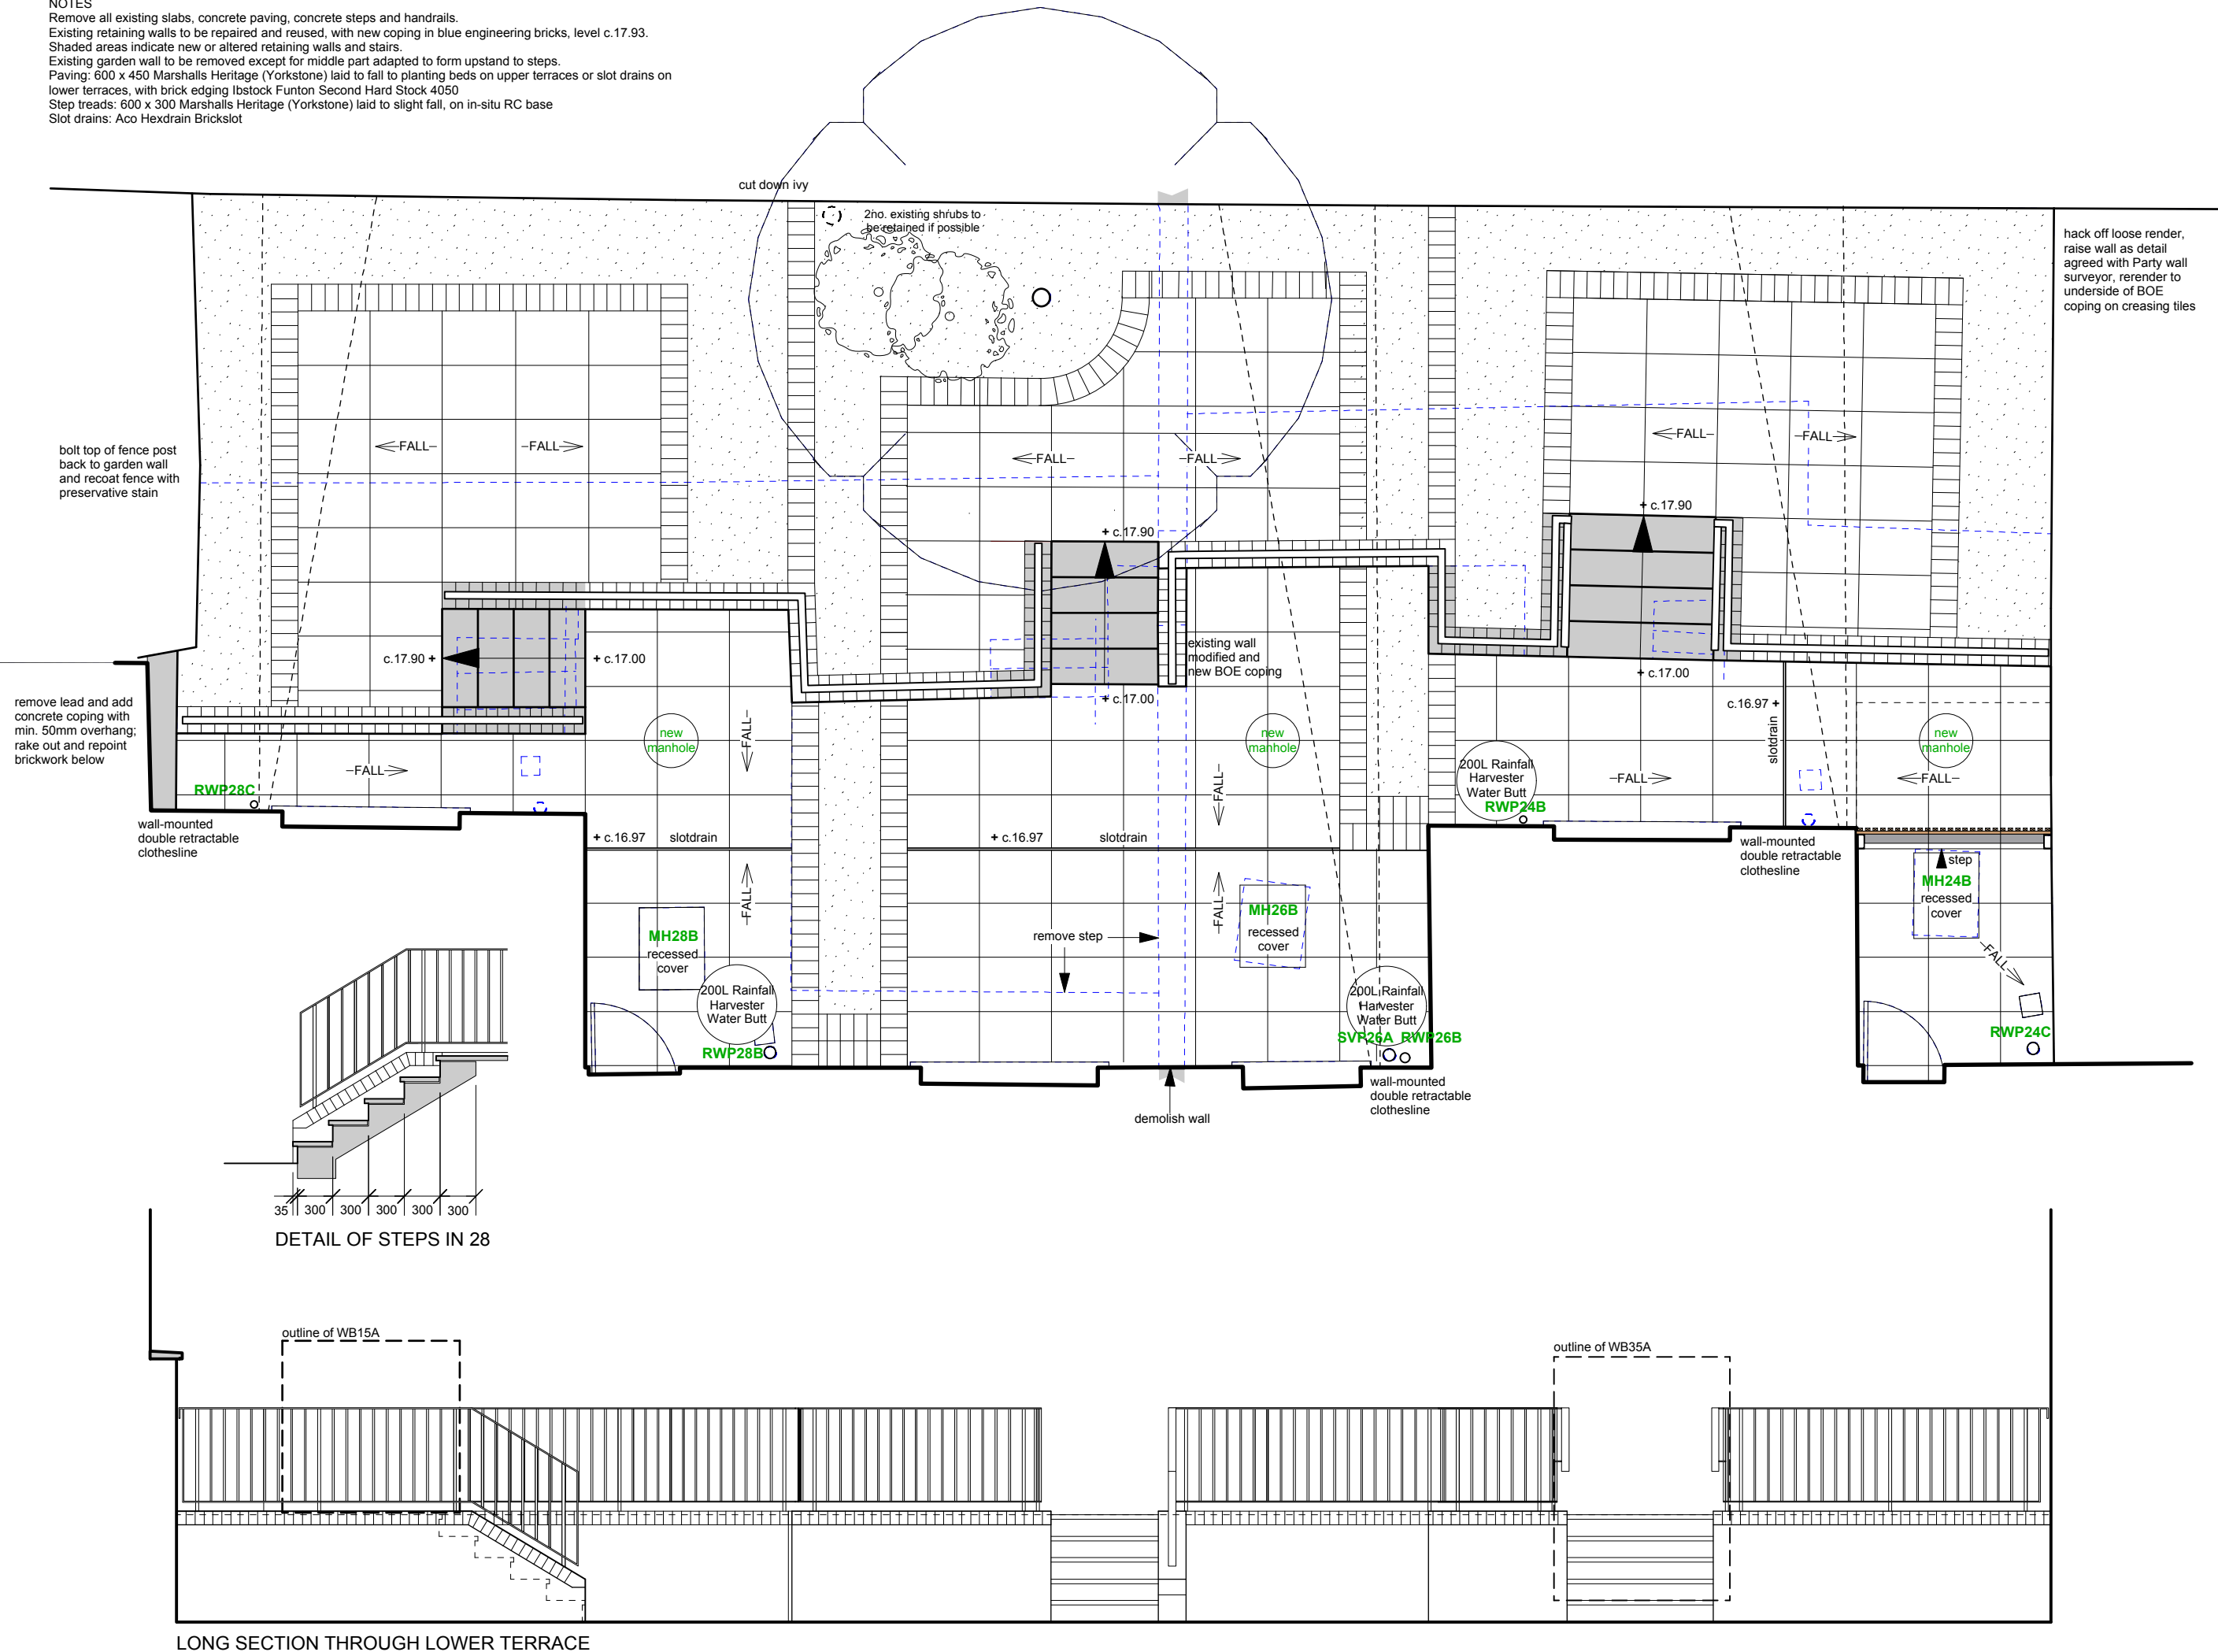 NOTES
Remove all existing slabs, concrete paving, concrete steps and handrails.
Existing retaining walls to be repaired and reused, with new coping in blue engineering bricks, level c.17.93.
Shaded areas indicate new or altered retaining walls and stairs.
Existing garden wall to be removed except for middle part adapted to form upstand to steps.
Paving: 600 x 450 Marshalls Heritage (Yorkstone) laid to fall to planting beds on upper terraces or slot drains on
lower terraces, with brick edging Ibstock Funton Second Hard Stock 4050
Step treads: 600 x 300 Marshalls Heritage (Yorkstone) laid to slight fall, on in-situ RC base
Slot drains: Aco Hexdrain Brickslot
cut down ivy
2no. existing shrubs to
be retained if possible
hack off loose render,
raise wall as detail
agreed with Party wall
surveyor, rerender to
underside of BOE
coping on creasing tiles
bolt top of fence post
back to garden wall
and recoat fence with
preservative stain
FALL
FALL
FALL
FALL
FALL
FALL
+ c.17.90
+ c.17.90
c.17.90 +
+ c.17.00
existing wall
modified and
new BOE coping
+ c.17.00
+ c.17.00
remove lead and add
concrete coping with
min. 50mm overhang;
rake out and repoint
brickwork below
new
manhole
new
manhole
new
manhole
c.16.97 +
slotdrain
FALL
FALL
FALL
FALL
FALL
RWP28C
200L Rainfall
Harvester
Water Butt
RWP24B
wall-mounted
double retractable
clothesline
+ c.16.97
slotdrain
+ c.16.97
slotdrain
wall-mounted
double retractable
clothesline
step
MH24B
recessed
cover
FALL
FALL
FALL
MH28B
recessed
cover
MH26B
recessed
cover
remove step
200L Rainfall
Harvester
Water Butt
RWP28B
200L Rainfall
Harvester
Water Butt
SVP26A RWP26B
RWP24C
wall-mounted
double retractable
clothesline
demolish wall
35 300 300 300 300 300
DETAIL OF STEPS IN 28
outline of WB15A
outline of WB35A
LONG SECTION THROUGH LOWER TERRACE